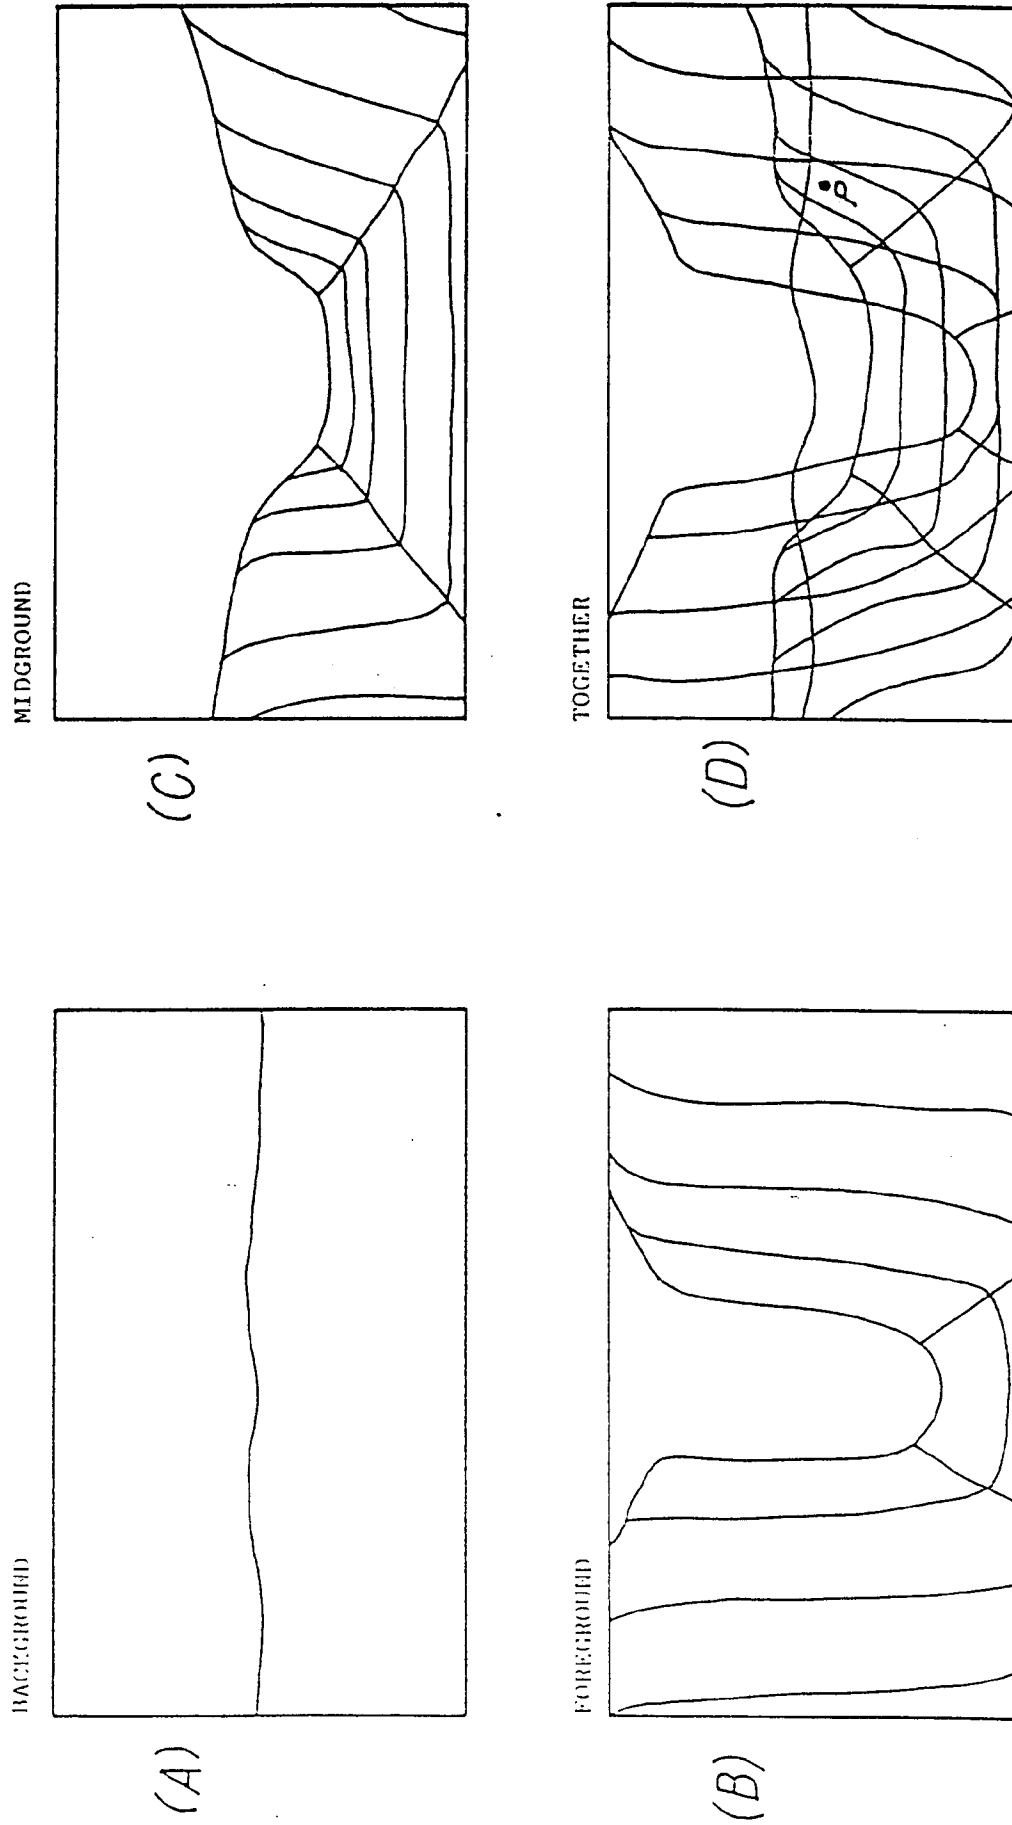 BACKGROUND
(A)
MIDGROUND
(C)
FOREGROUND
(B)
TOGETHER
(D)
P